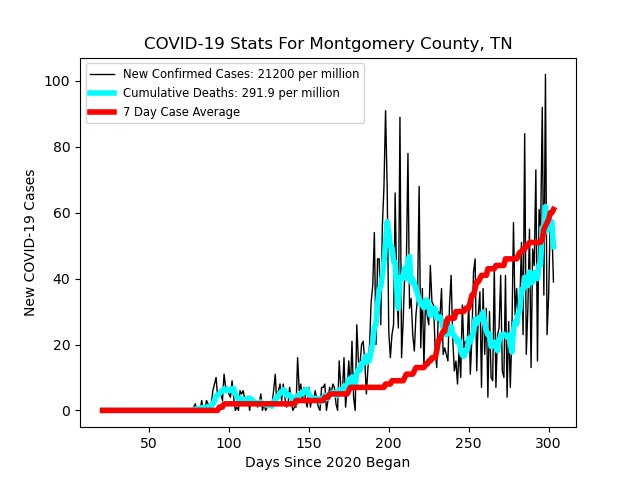 COVID-19 Stats For Montgomery County, TN
New Confirmed Cases: 21200 per million
Cumulative Deaths: 291.9 per million
7 Day Case Average
100
80
60
40
20
0
New COVID-19 Cases
50 100 150 200 250 300
Days Since 2020 Began